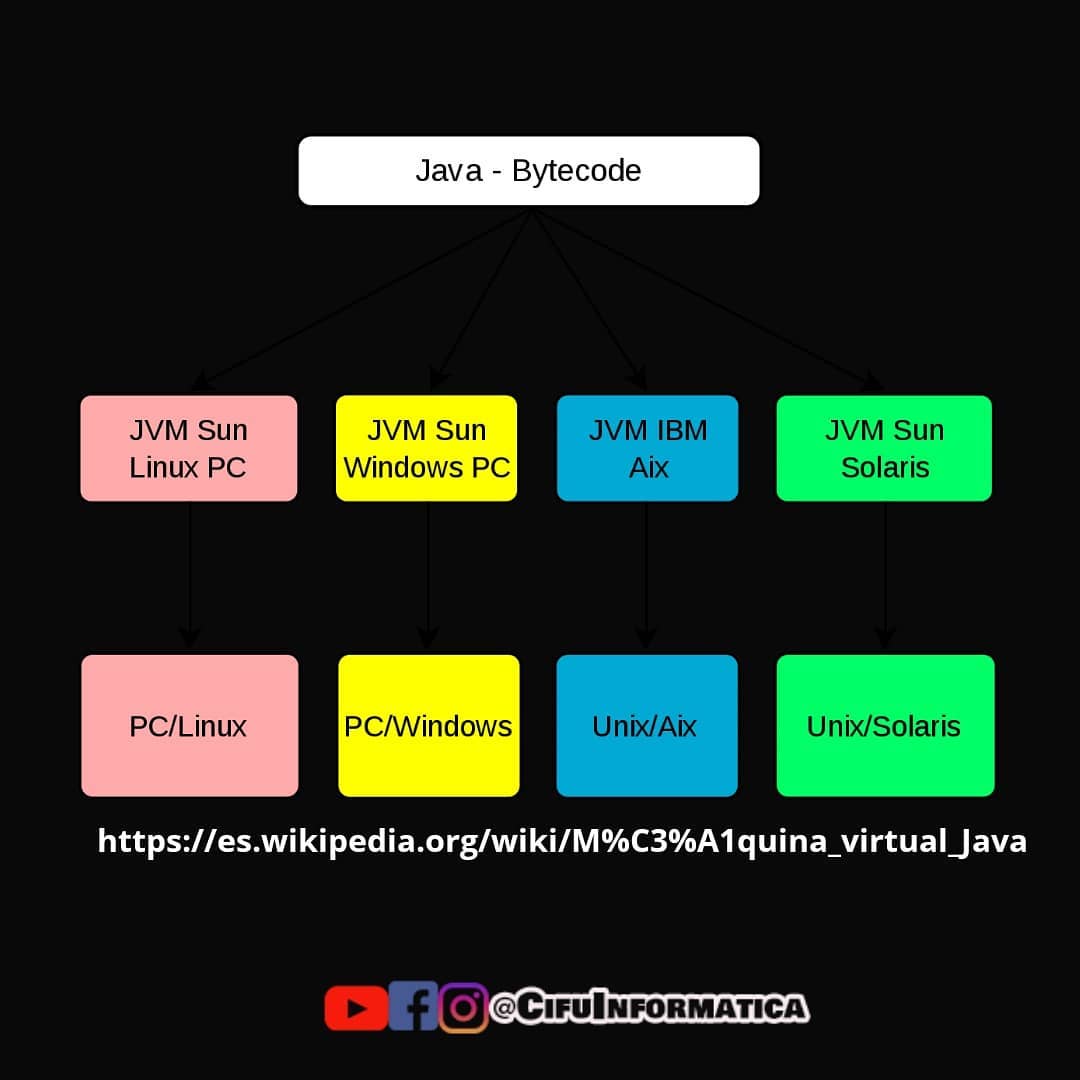 Java - Bytecode
JVM Sun
Linux PC
JVM Sun
Windows PC
JVM IBM
Aix
JVM Sun
Solaris
PC/Linux
PC/Windows
Unix/Aix
Unix/Solaris
https://es.wikipedia.org/wiki/M%C3%A1quina_virtual_Java
@CifuInformatica